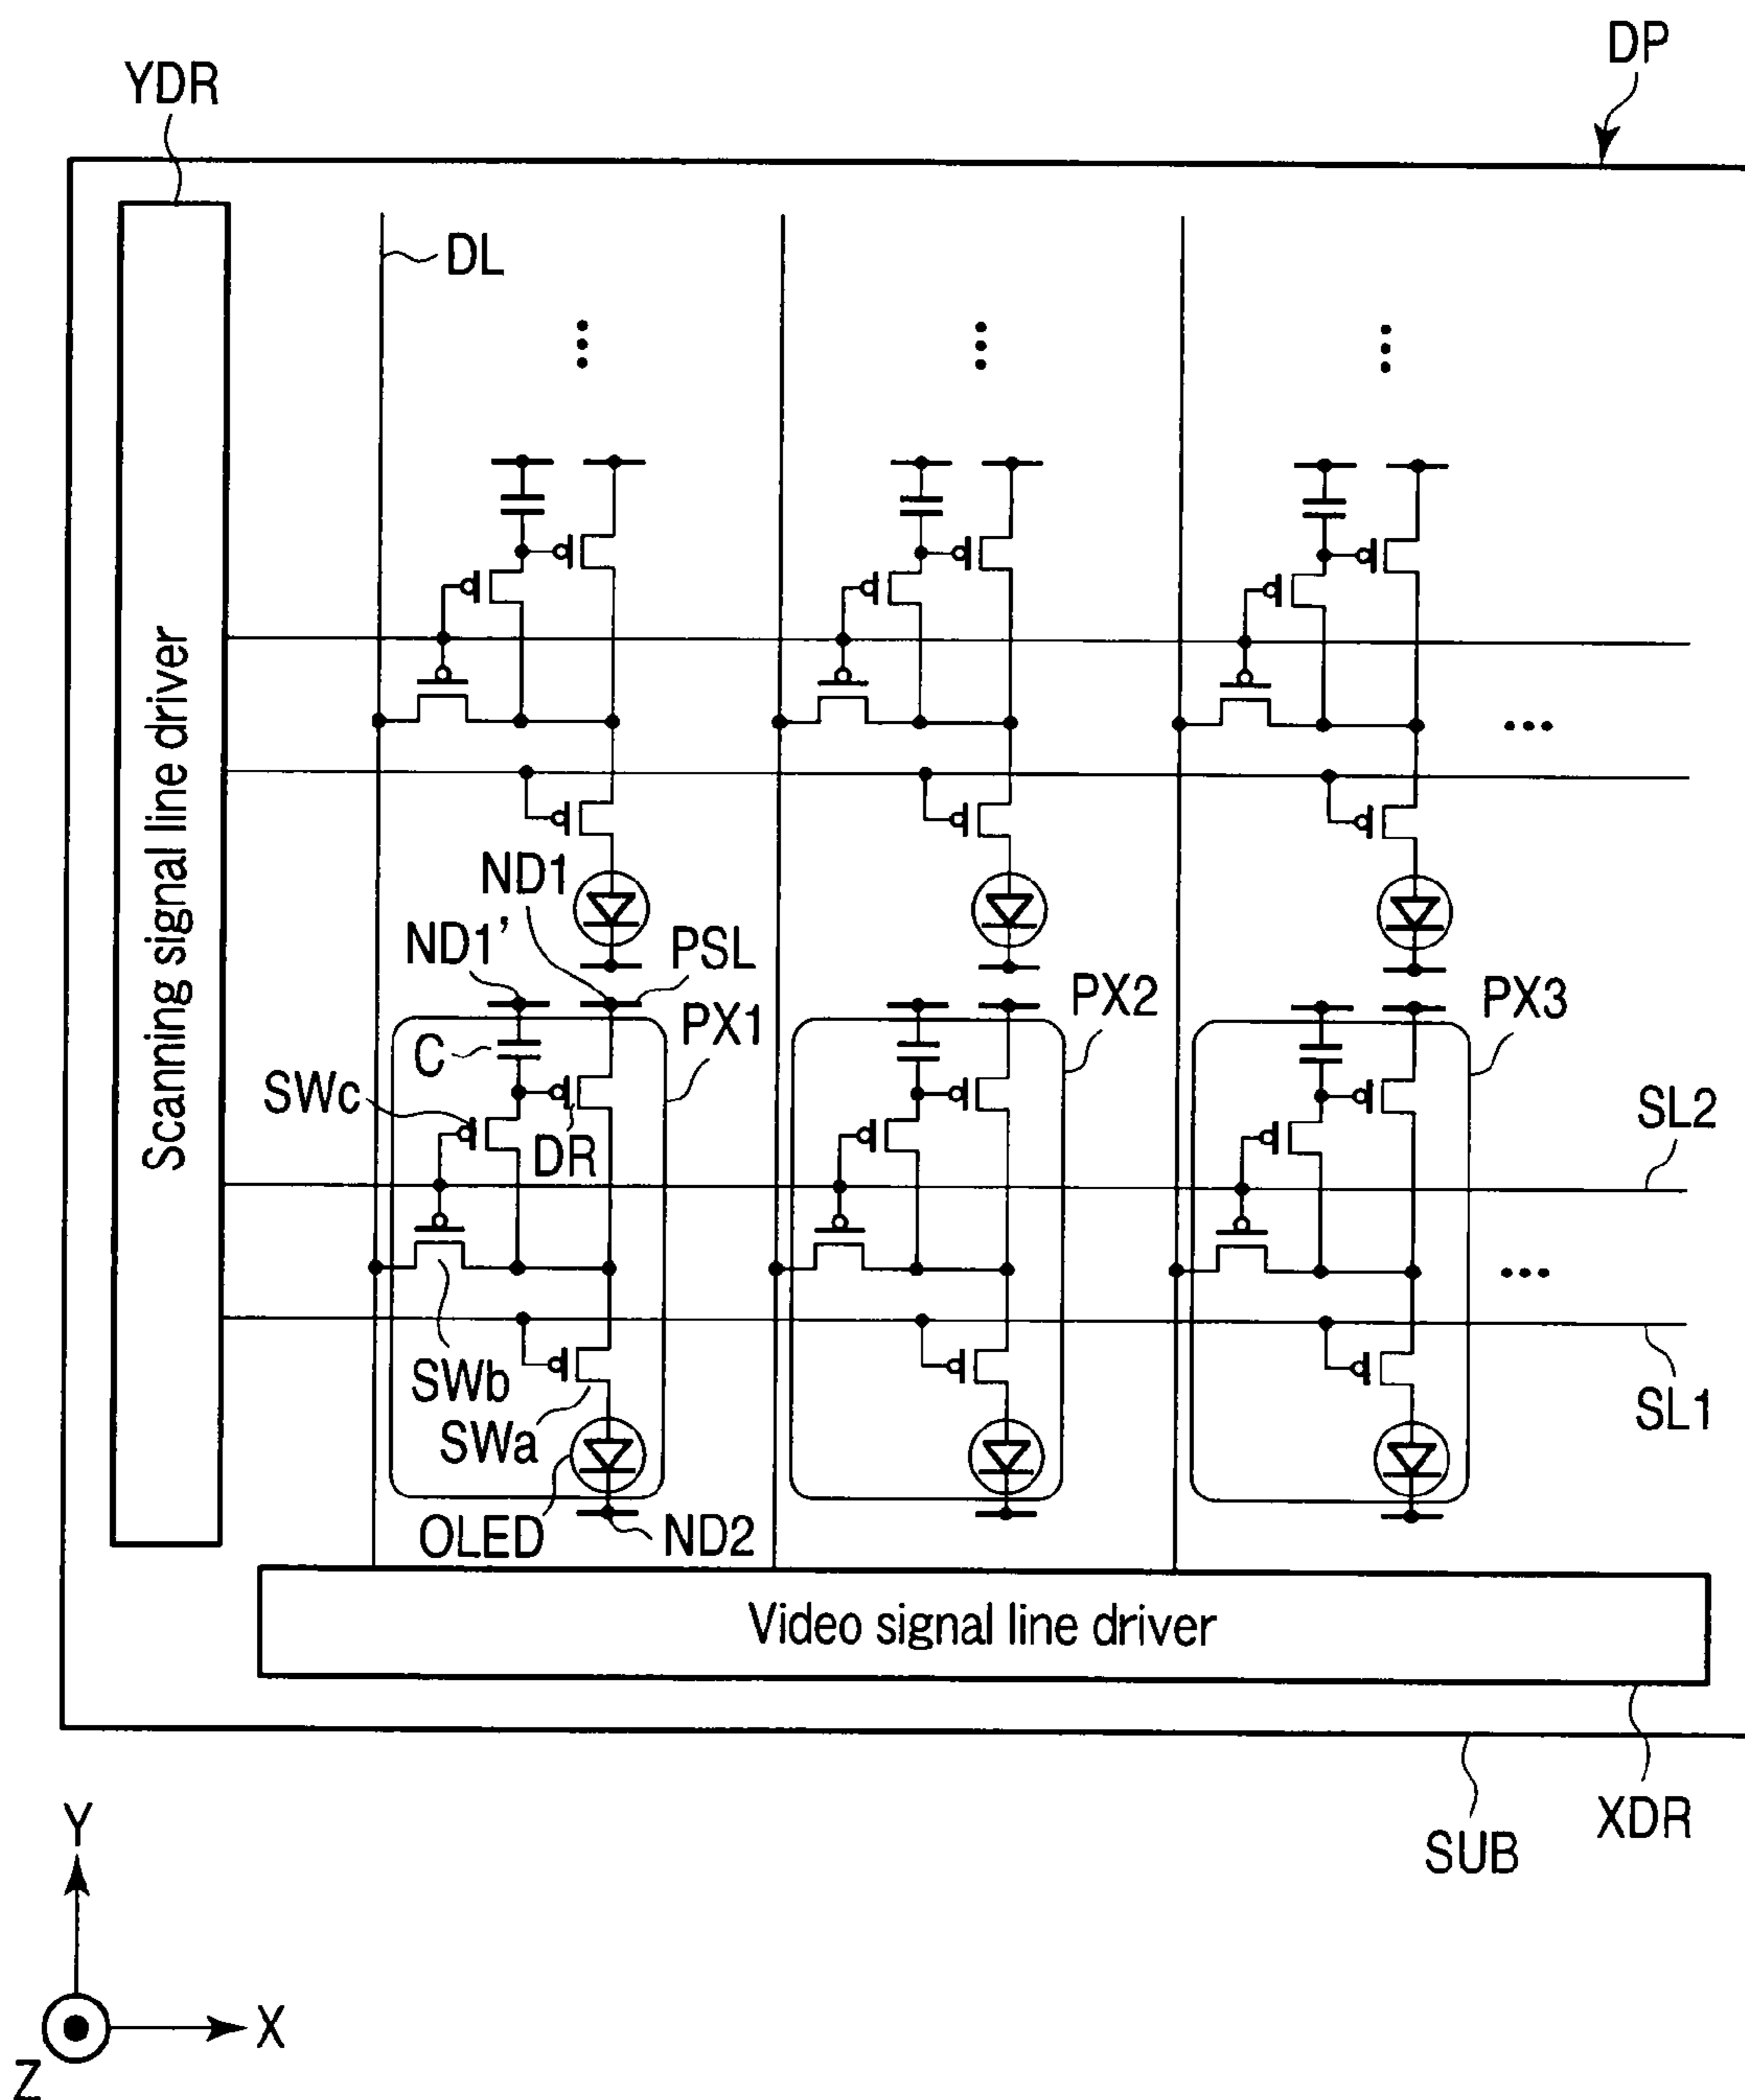 DP
YDR
DL
Scanning signal line driver
ND1
ND1’
PSL
PX1
PX2
PX3
C
SWc
DR
SL2
SWb
SWa
SL1
OLED
ND2
Video signal line driver
XDR
SUB
Y
X
Z